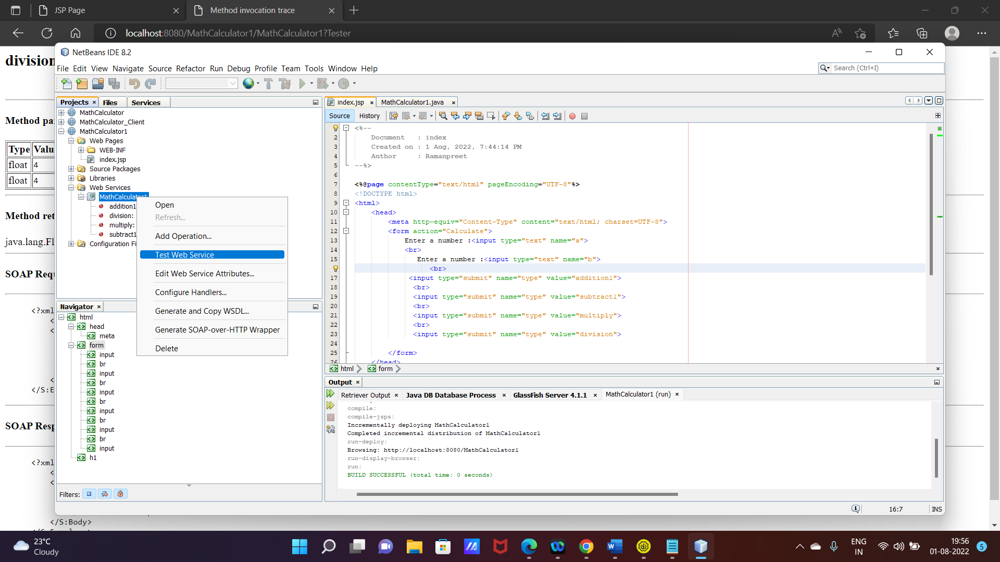 JSP Page
Method invocation trace
localhost:8080/MathCalculator1/MathCalculator1?Tester
division
Method pa
Type Valu
float 4
float 4
Method ret
java.lang.Fl
SOAP Req
<?xml
<
<
<
</S:E
SOAP Resp
<?xml
<
<
</S:Body>
NetBeans IDE 8.2
File Edit View Navigate Source Refactor Run Debug Profile Team Tools Window Help
Search (Ctrl+I)
Projects Files Services
MathCalculator
MathCalculator_Client
MathCalculator1
Web Pages
WEB-INF
index.jsp
Source Packages
Libraries
Web Services
MathCalculator1
addition1
division:
multiply:
subtract1
Configuration Fi
Open
Refresh...
Add Operation...
Test Web Service
Edit Web Service Attributes...
Configure Handlers...
Generate and Copy WSDL...
Generate SOAP-over-HTTP Wrapper
Delete
Navigator
html
head
meta
form
input
br
input
br
input
br
input
br
input
br
input
h1
Filters:
index.jsp MathCalculator1.java
Source History
<%--
2 Document : index
3 Created on : 1 Aug, 2022, 7:44:14 PM
4 Author : Ramanpreet
5 --%>
6
7 <%@page contentType="text/html" pageEncoding="UTF-8"%>
8 <!DOCTYPE html>
9 <html>
10 <head>
11 <meta http-equiv="Content-Type" content="text/html; charset=UTF-8">
12 <form action="Calculate">
13 Enter a number :<input type="text" name="a">
14 <br>
15 Enter a number :<input type="text" name="b">
<br>
17 <input type="submit" name="type" value="addition1">
18 <br>
19 <input type="submit" name="type" value="subtract1">
20 <br>
21 <input type="submit" name="type" value="multiply">
22 <br>
23 <input type="submit" name="type" value="division">
24
25 </form>
26 </head>
html form
Output
Retriever Output Java DB Database Process GlassFish Server 4.1.1 MathCalculator1 (run)
compile:
compile-jsps:
Incrementally deploying MathCalculator1
Completed incremental distribution of MathCalculator1
run-deploy:
Browsing: http://localhost:8080/MathCalculator1
run-display-browser:
run:
BUILD SUCCESSFUL (total time: 0 seconds)
1
16:7 INS
23°C
Cloudy
ENG
IN
19:56
01-08-2022
5